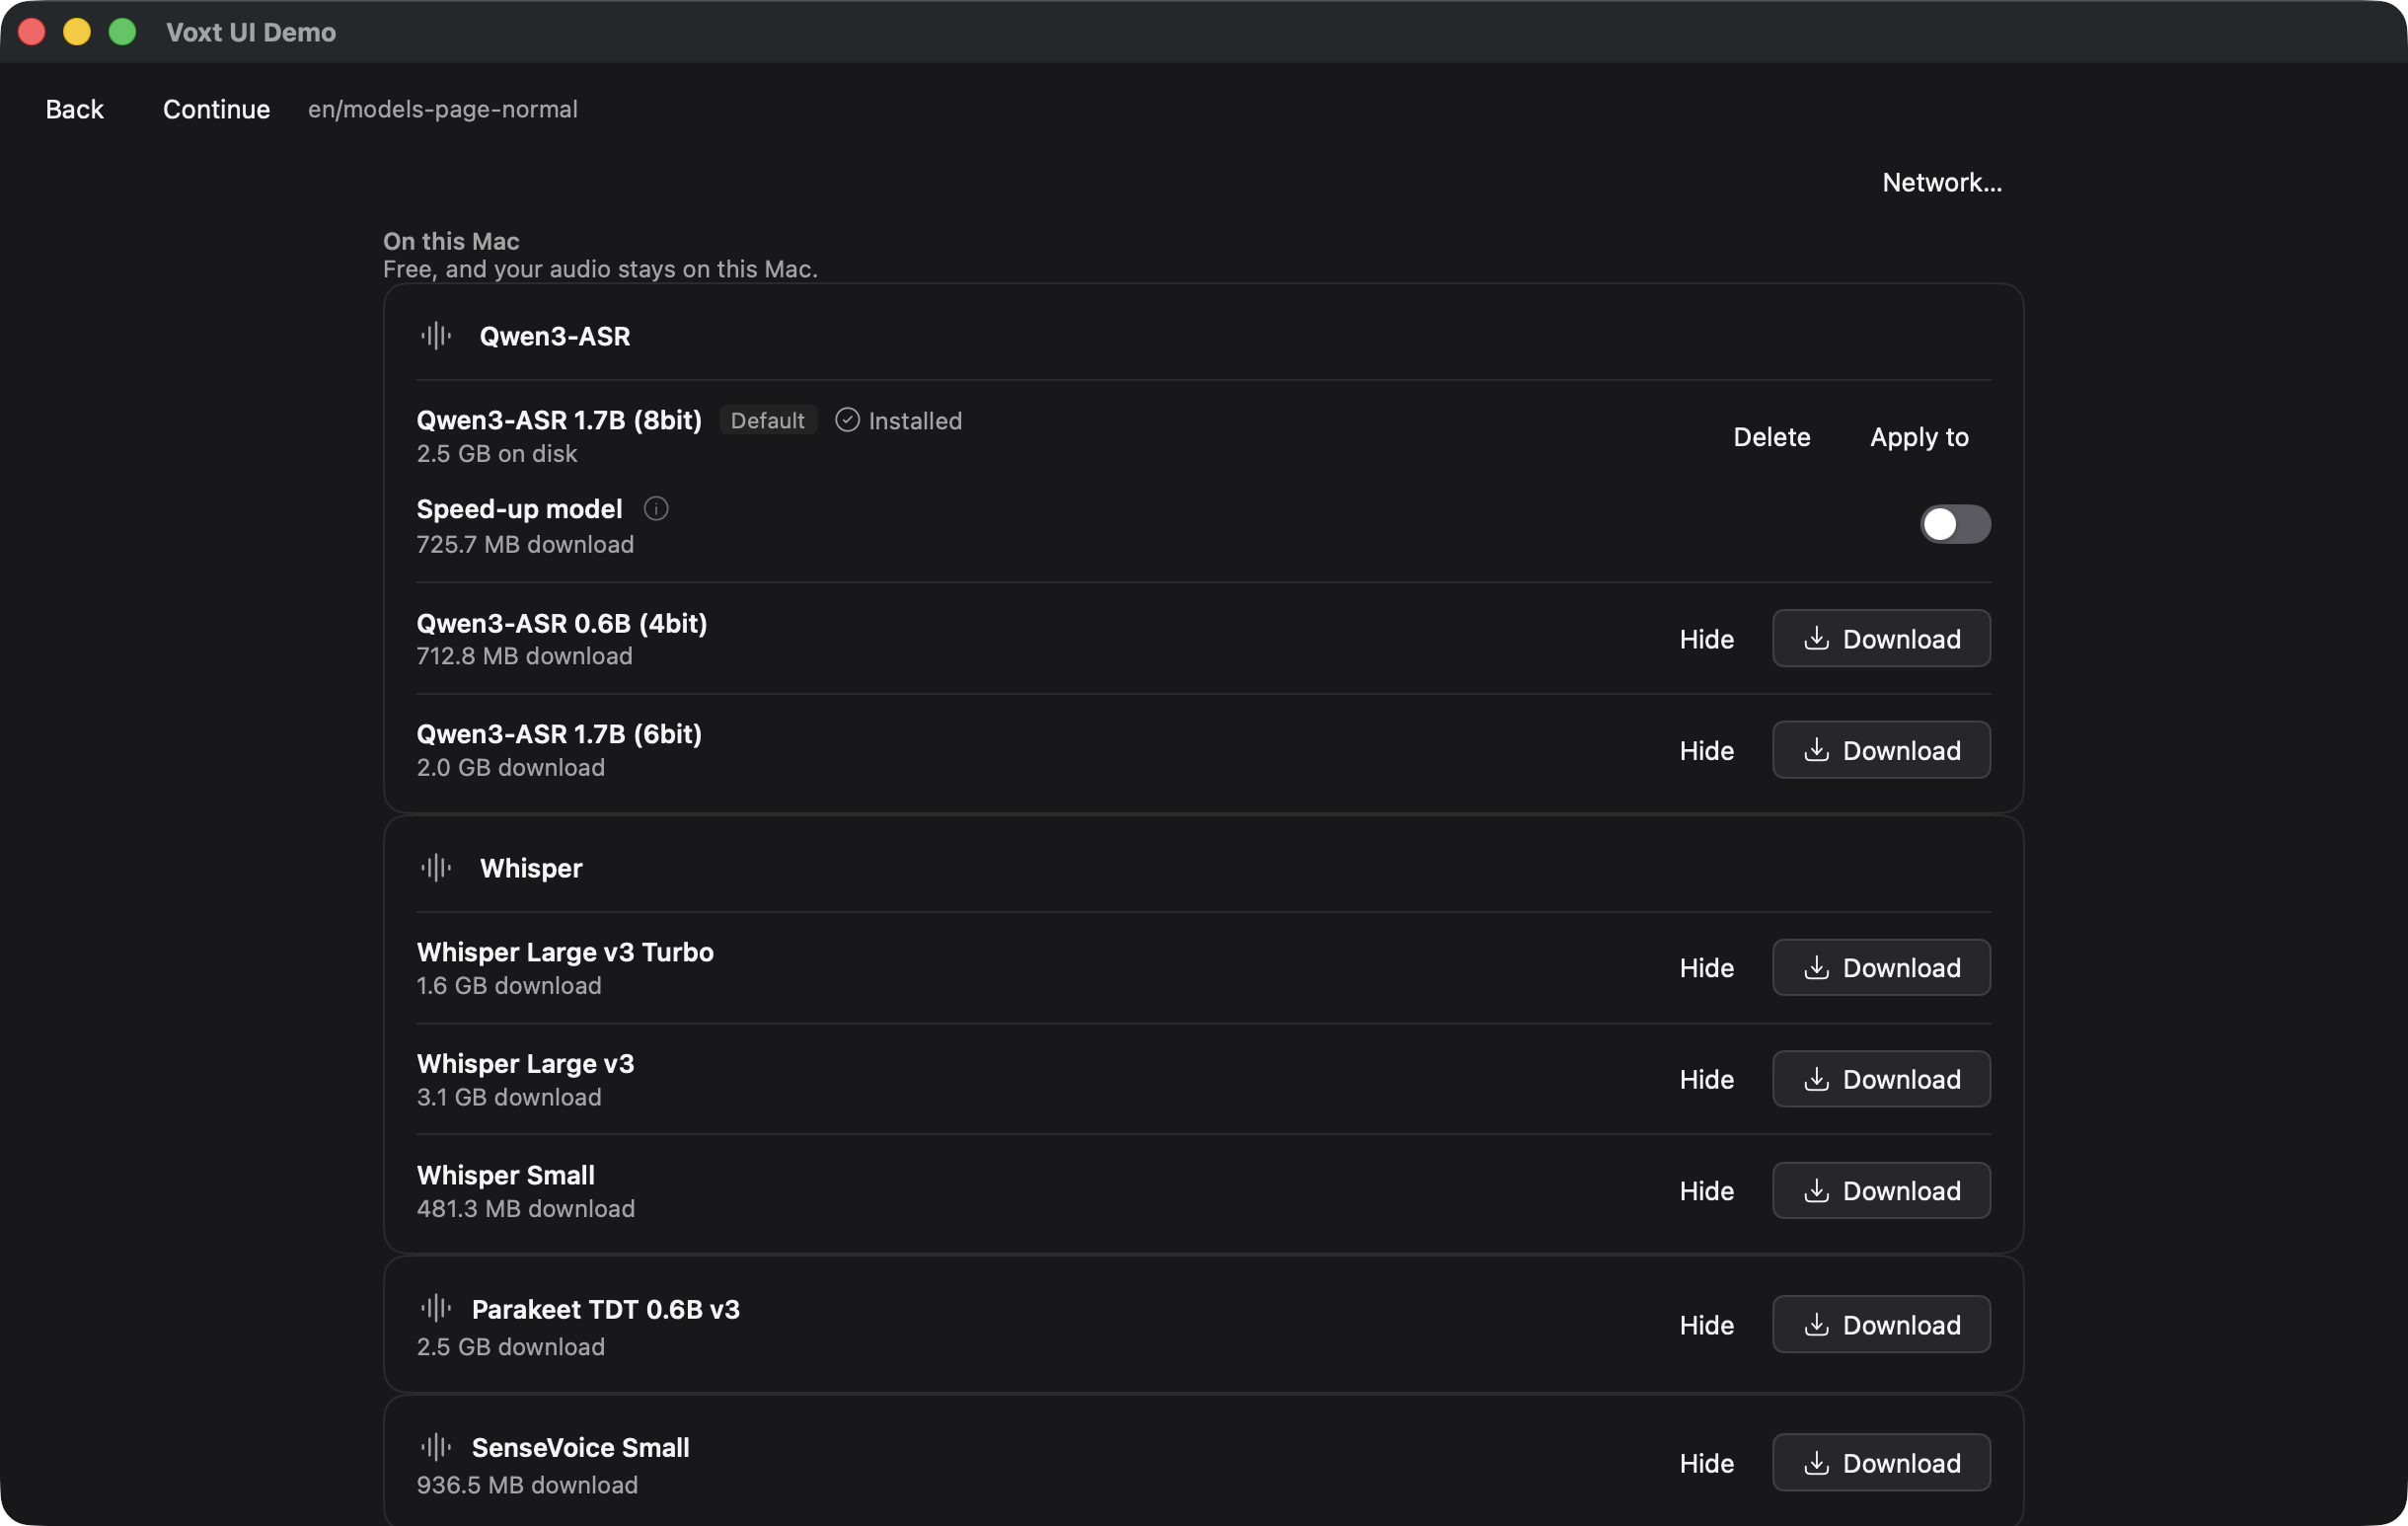 Voxt UI Demo
Back Continue en/models-page-normal
Network...
On this Mac
Free, and your audio stays on this Mac.
Qwen3-ASR
Qwen3-ASR 1.7B (8bit) Default Installed
2.5 GB on disk
Delete Apply to
Speed-up model
725.7 MB download
Qwen3-ASR 0.6B (4bit)
712.8 MB download
Hide Download
Qwen3-ASR 1.7B (6bit)
2.0 GB download
Hide Download
Whisper
Whisper Large v3 Turbo
1.6 GB download
Hide Download
Whisper Large v3
3.1 GB download
Hide Download
Whisper Small
481.3 MB download
Hide Download
Parakeet TDT 0.6B v3
2.5 GB download
Hide Download
SenseVoice Small
936.5 MB download
Hide Download